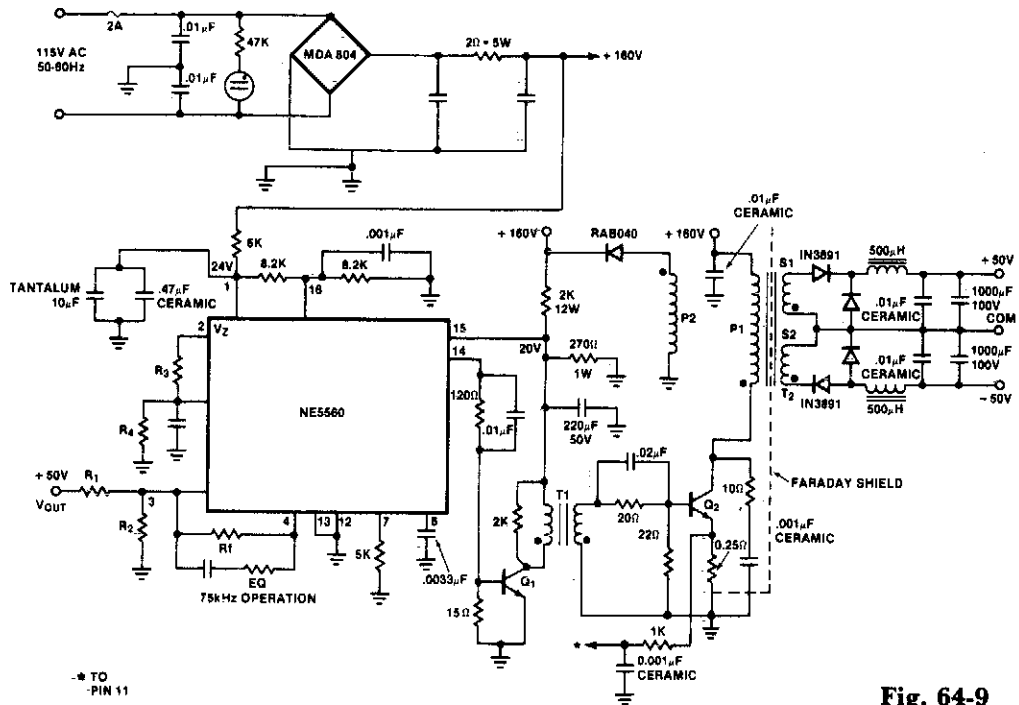 2A
.01μF
47K
MDA 804
2Ω - 5W
+ 160V
115V AC
50-60Hz
.01μF
.01μF
CERAMIC
6K
.001μF
+ 160V
RAB040
+ 160V
24V
8.2K
8.2K
1
16
TANTALUM
10μF
.47μF
CERAMIC
2
VZ
15
14
20V
2K
12W
270Ω
1W
P2
P1
S1
IN3891
500μH
+ 50V
.01μF
CERAMIC
1000μF
100V
COM
S2
.01μF
CERAMIC
1000μF
100V
T2
IN3891
500μH
- 50V
R3
R4
NE5560
120Ω
.01μF
220μF
50V
+ 50V
VOUT
R1
3
R2
4
13
12
7
6
Rf
EQ
75kHz OPERATION
5K
.0033μF
2K
T1
.02μF
20Ω
22Ω
Q2
10Ω
FARADAY SHIELD
.001μF
CERAMIC
0.25Ω
Q1
15Ω
*
1K
0.001μF
CERAMIC
-* TO
-PIN 11
Fig. 64-9